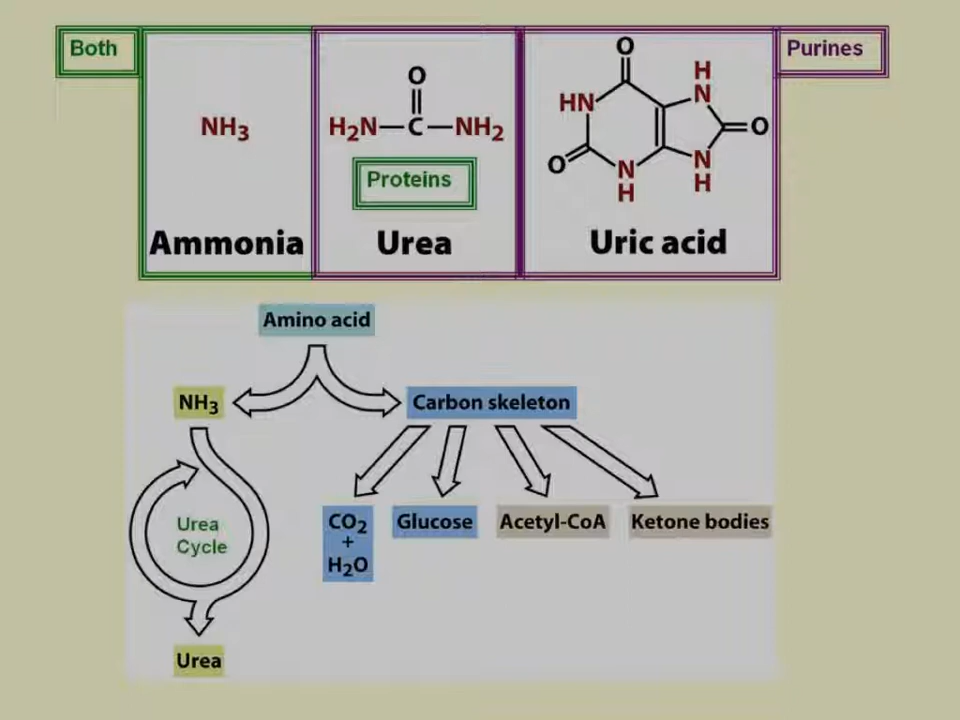 Both
Purines
NH3
O
H2N—C—NH2
Proteins
O
HN
H
N
O
O
N
H
N
H
Ammonia
Urea
Uric acid
Amino acid
NH3
Carbon skeleton
Urea
Cycle
CO2
+
H2O
Glucose
Acetyl-CoA
Ketone bodies
Urea